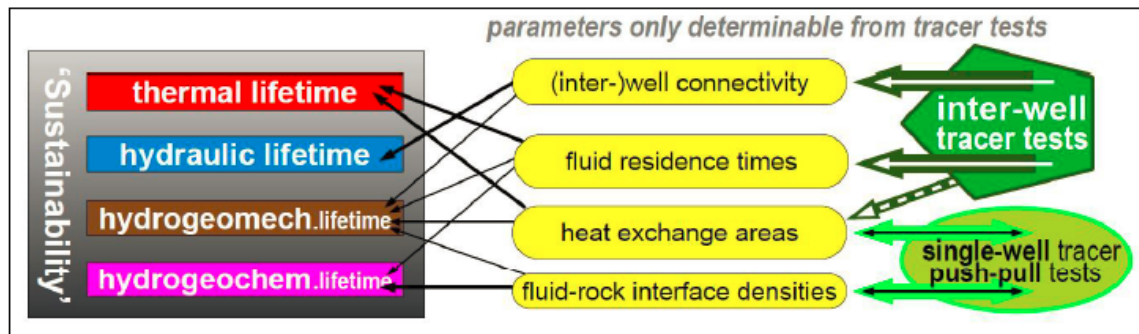 parameters only determinable from tracer tests
'Sustainability'
thermal lifetime
hydraulic lifetime
hydrogeomech.lifetime
hydrogeochem.lifetime
(inter-)well connectivity
fluid residence times
heat exchange areas
fluid-rock interface densities
inter-well
tracer tests
single-well tracer
push-pull tests